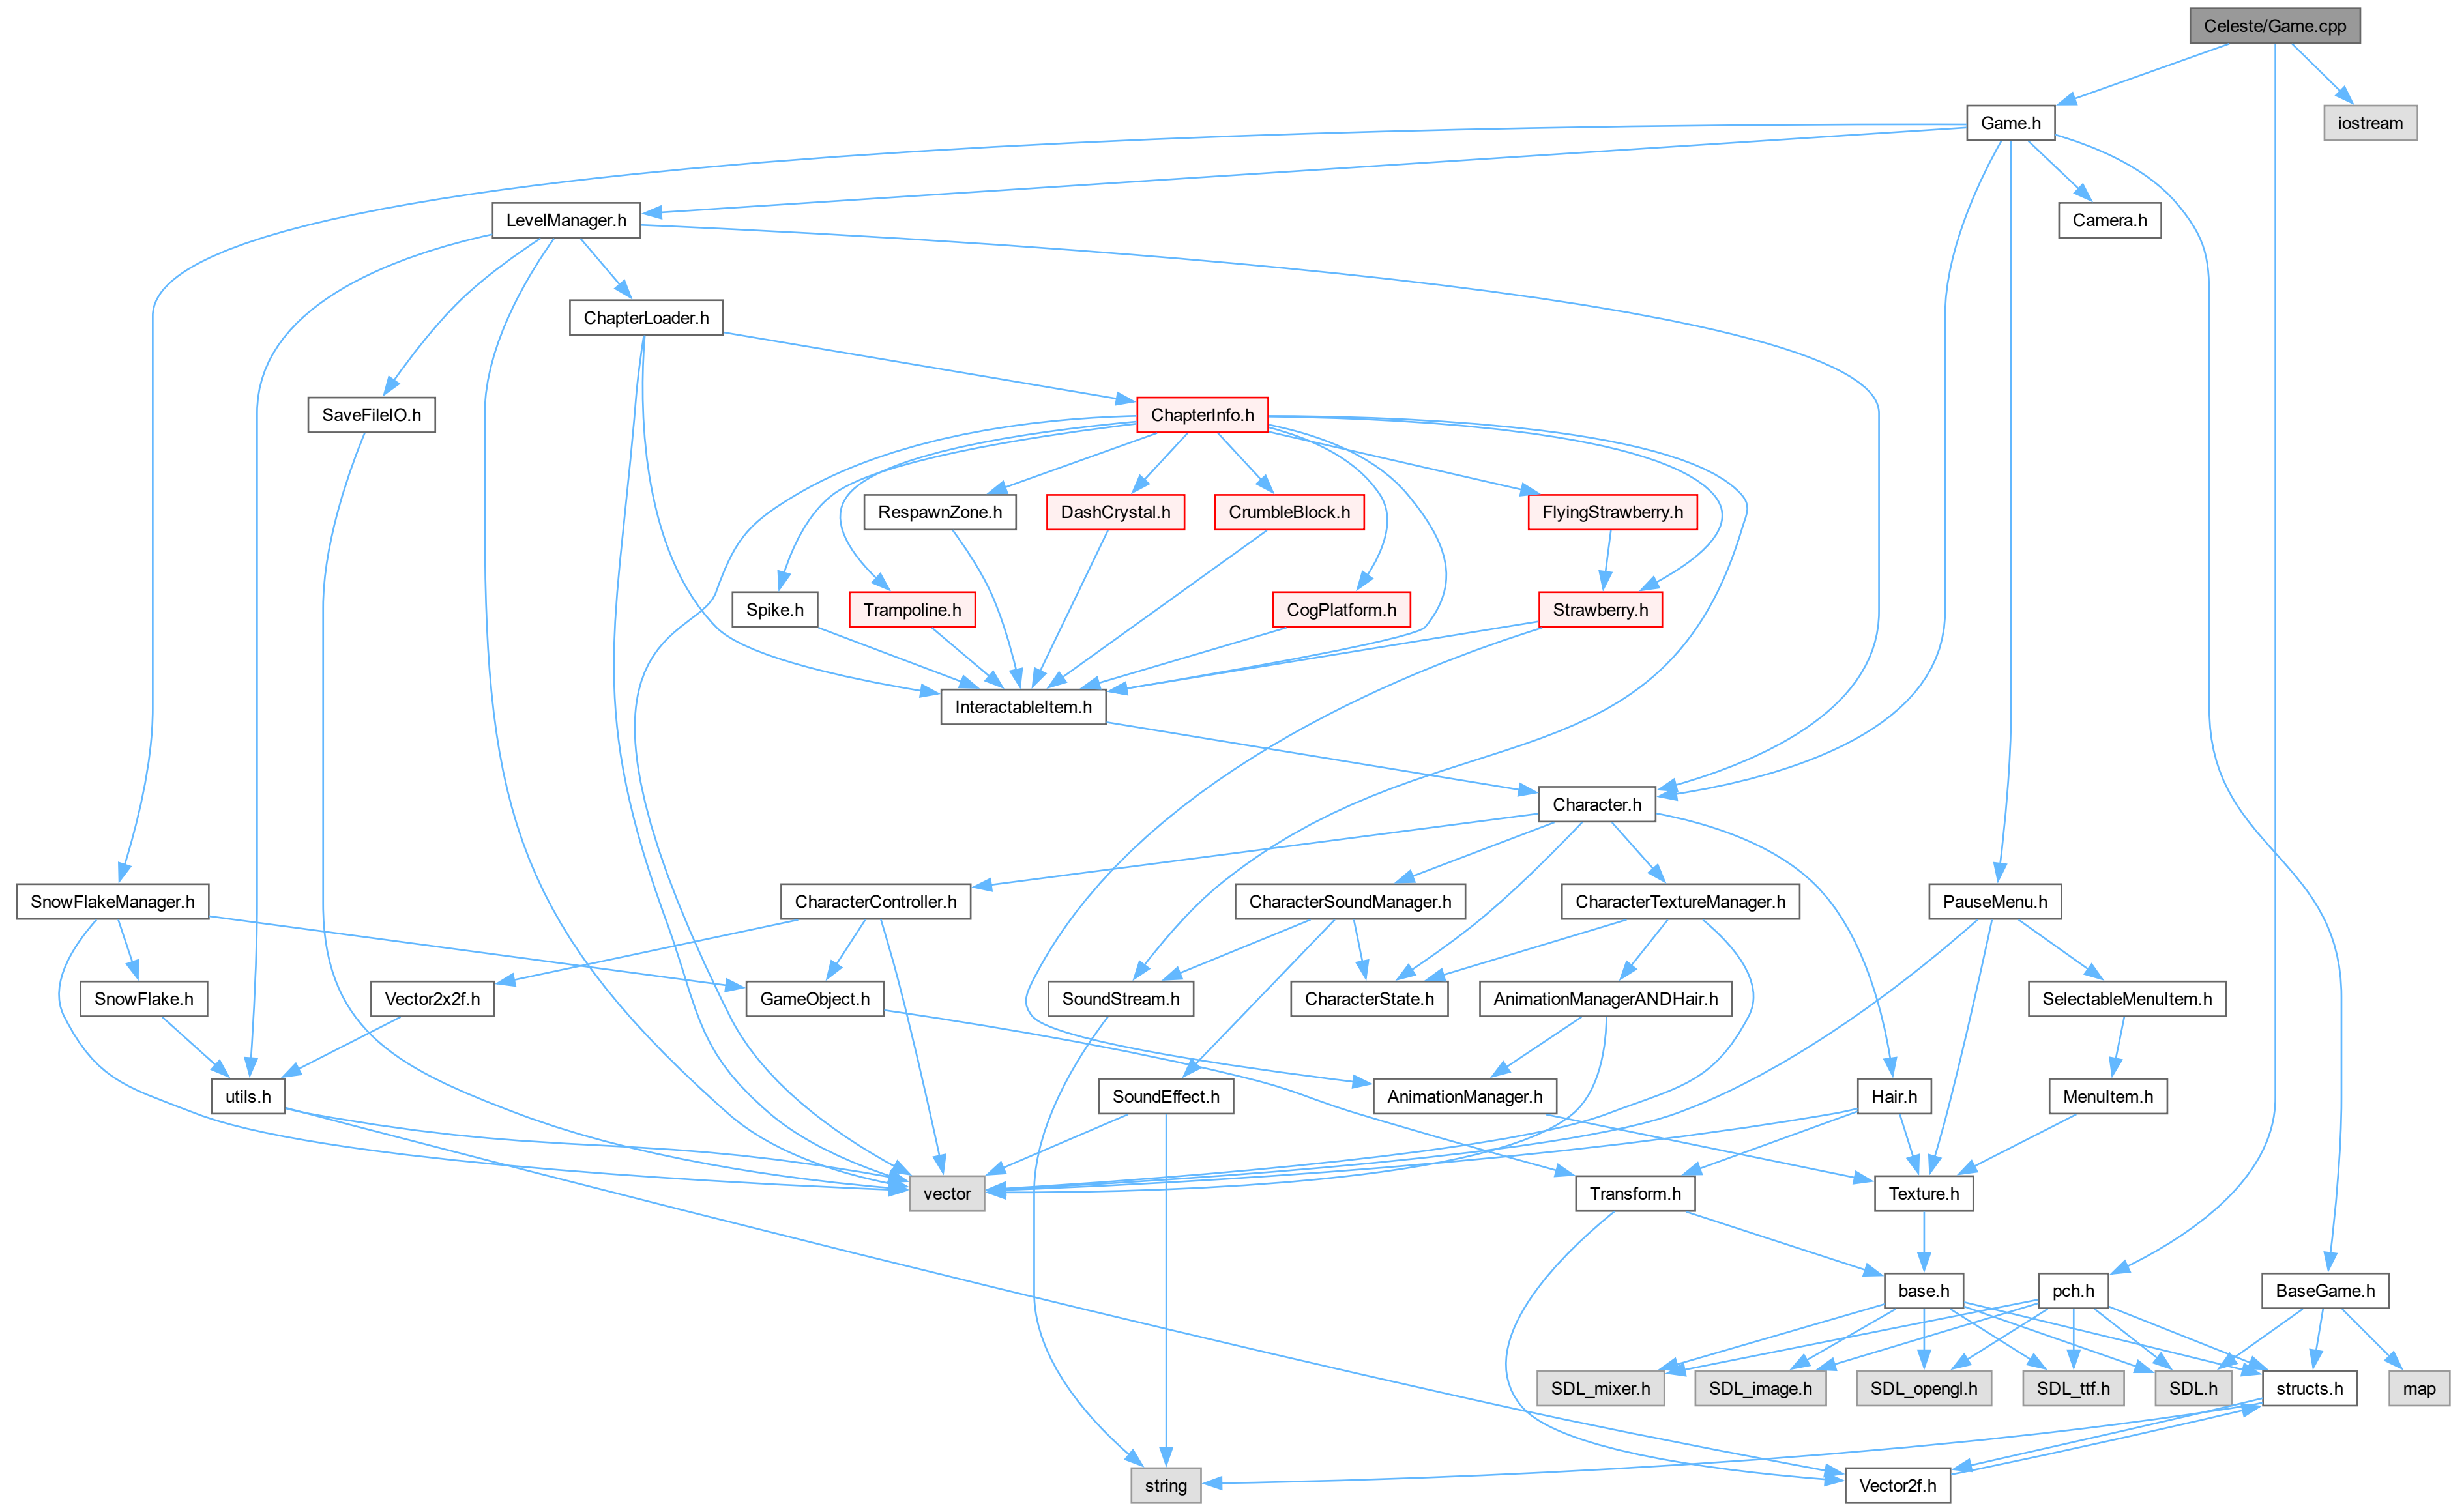 Celeste/Game.cpp
Game.h
iostream
LevelManager.h
Camera.h
ChapterLoader.h
SaveFileIO.h
ChapterInfo.h
RespawnZone.h
DashCrystal.h
CrumbleBlock.h
FlyingStrawberry.h
Spike.h
Trampoline.h
CogPlatform.h
Strawberry.h
InteractableItem.h
Character.h
SnowFlakeManager.h
CharacterController.h
CharacterSoundManager.h
CharacterTextureManager.h
PauseMenu.h
SnowFlake.h
Vector2x2f.h
GameObject.h
SoundStream.h
CharacterState.h
AnimationManagerANDHair.h
SelectableMenuItem.h
utils.h
SoundEffect.h
AnimationManager.h
Hair.h
MenuItem.h
vector
Transform.h
Texture.h
base.h
pch.h
BaseGame.h
SDL_mixer.h
SDL_image.h
SDL_opengl.h
SDL_ttf.h
SDL.h
structs.h
map
string
Vector2f.h